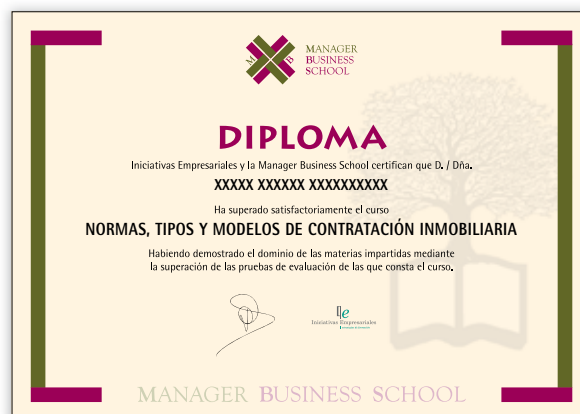 M B B
MANAGER
BUSINESS
SCHOOL
DIPLOMA
Iniciativas Empresariales y la Manager Business School certifican que D. / Dña.
XXXXX XXXXXX XXXXXXXXXX
Ha superado satisfactoriamente el curso
NORMAS, TIPOS Y MODELOS DE CONTRATACIÓN INMOBILIARIA
Habiendo demostrado el dominio de las materias impartidas mediante
la superación de las pruebas de evaluación de las que consta el curso.
Ile
Iniciativas Empresariales
MANAGER BUSINESS SCHOOL